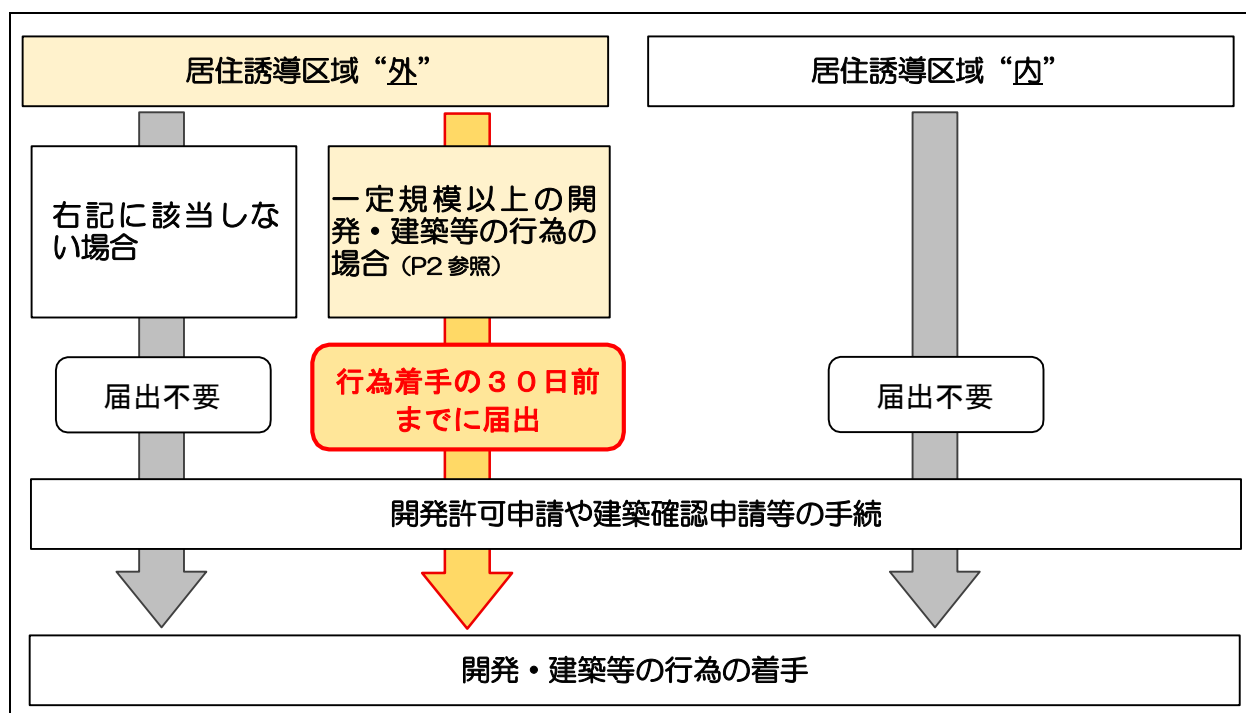 居住誘導区域“外”
居住誘導区域“内”
右記に該当しな
い場合
一定規模以上の開
発・建築等の行為の
場合（P2 参照）
届出不要
行為着手の３０日前
までに届出
届出不要
開発許可申請や建築確認申請等の手続
開発・建築等の行為の着手